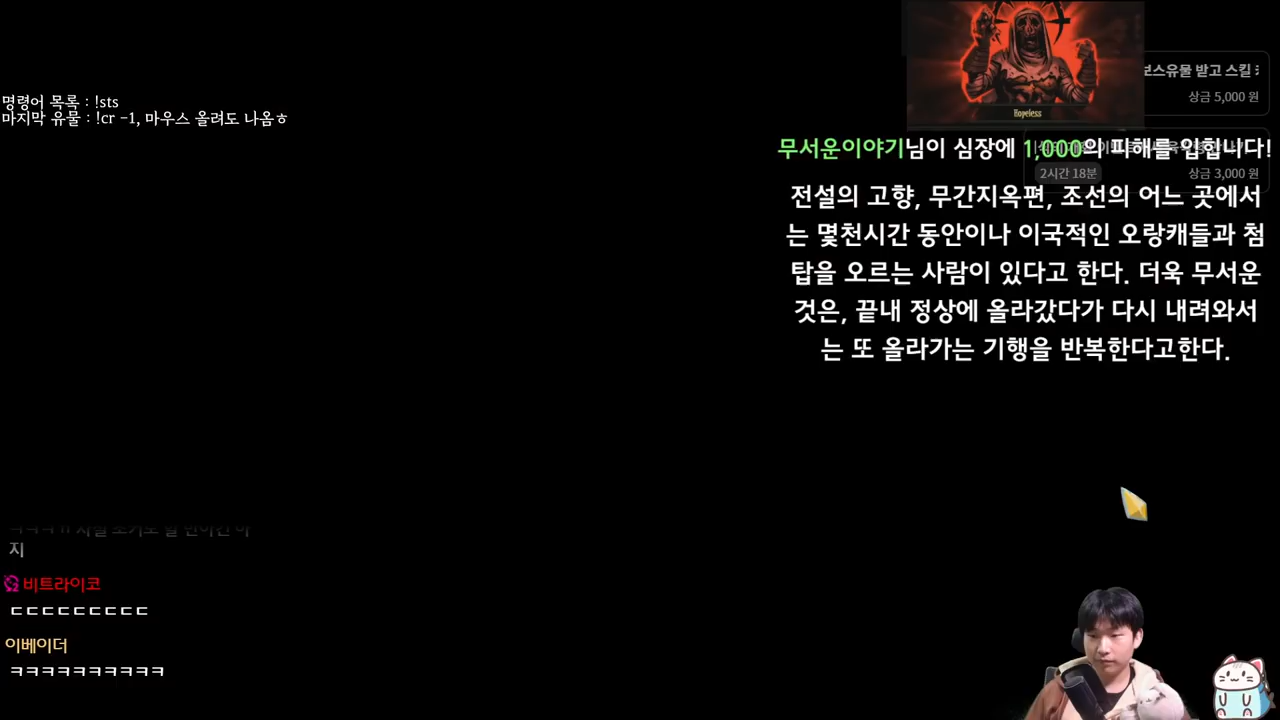 명령어 목록 : !sts
마지막 유물 : !cr -1, 마우스 올려도 나옴ㅎ
Hopeless
보스유물 받고 스킬
상금 5,000 원
무서운이야기님이 심장에 1,000의 피해를 입힙니다!
2시간 18분
상금 3,000 원
전설의 고향, 무간지옥편, 조선의 어느 곳에서
는 몇천시간 동안이나 이국적인 오랑캐들과 첨
탑을 오르는 사람이 있다고 한다. 더욱 무서운
것은, 끝내 정상에 올라갔다가 다시 내려와서
는 또 올라가는 기행을 반복한다고한다.
지
비트라이코
ㄷㄷㄷㄷㄷㄷㄷㄷㄷ
이베이더
ㅋㅋㅋㅋㅋㅋㅋㅋㅋㅋ